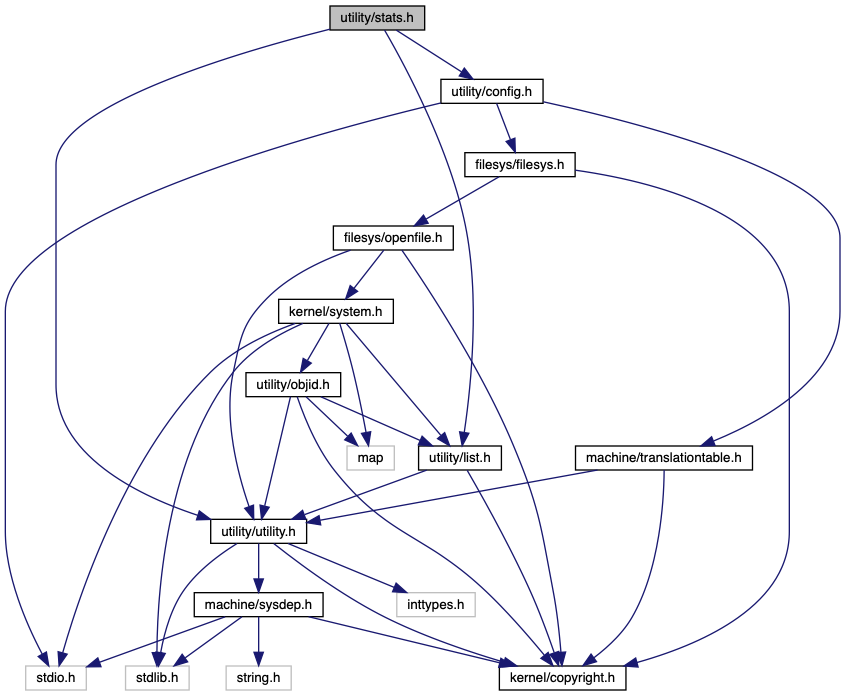 utility/stats.h
utility/config.h
filesys/filesys.h
filesys/openfile.h
kernel/system.h
utility/objid.h
map
utility/list.h
machine/translationtable.h
utility/utility.h
machine/sysdep.h
inttypes.h
stdio.h
stdlib.h
string.h
kernel/copyright.h